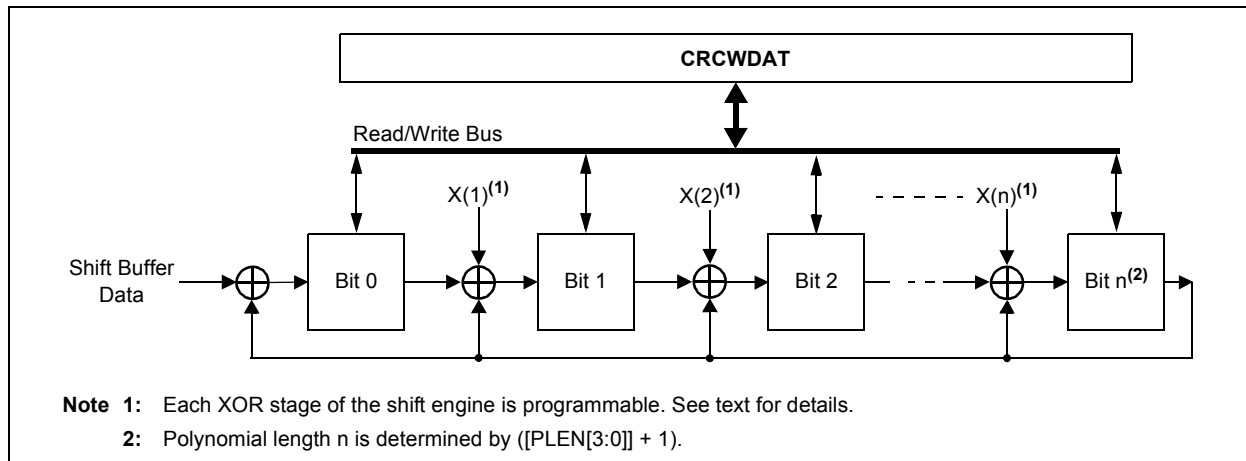 CRCWDAT
Read/Write Bus
X(1)(1)
X(2)(1)
X(n)(1)
Shift Buffer
Data
Bit 0
Bit 1
Bit 2
Bit n(2)
Note 1: Each XOR stage of the shift engine is programmable. See text for details.
2: Polynomial length n is determined by ([PLEN[3:0]] + 1).